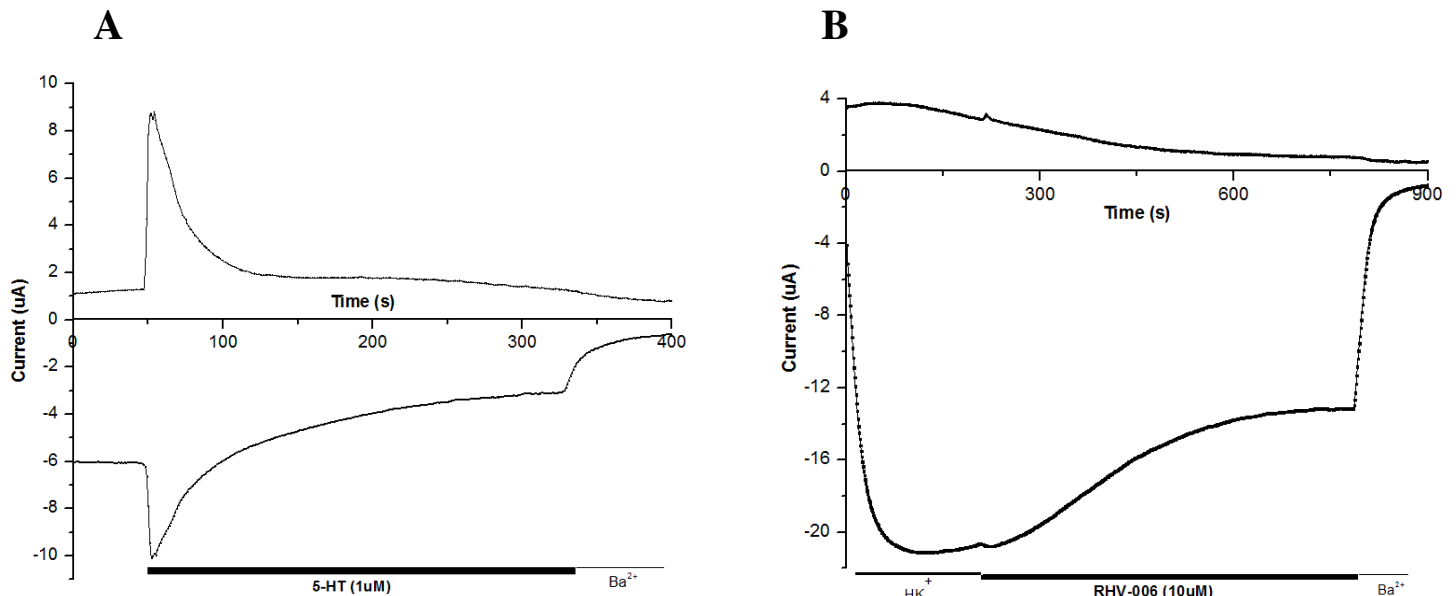 A
B
10
8
6
4
2
0
-2
-4
-6
-8
-10
Current (uA)
Time (s)
0 100 200 300 400
5-HT (1uM)
Ba2+
4
0
-4
-8
-12
-16
-20
Current (uA)
0 300 600 900
Time (s)
HK+
RHV-006 (10uM)
Ba2+